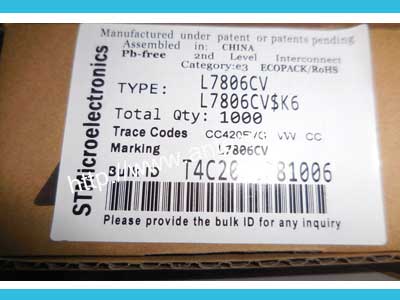 Manufactured under patent or patents pending
Assembled in: CHINA
Pb-free 2nd Level Interconnect
Category:e3 ECOPACK/RoHS
TYPE: L7806CV
L7806CV$K6
Total Qty: 1000
Trace Codes
Marking L7806CV
Bulk ID
Please provide the bulk ID for any inquiry
STMicroelectronics